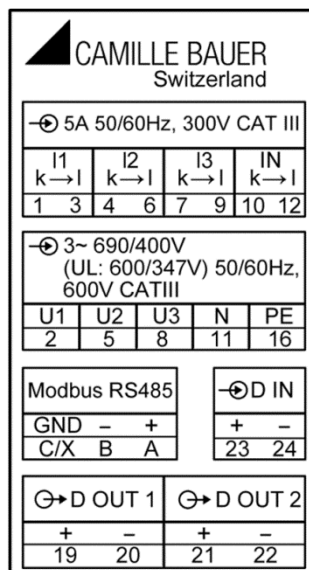 CAMILLE BAUER
Switzerland
5A 50/60Hz, 300V CAT III
I1 I2 I3 IN
k→l k→l k→l k→l
1 3 4 6 7 9 10 12
3~ 690/400V
(UL: 600/347V) 50/60Hz,
600V CATIII
U1 U2 U3 N PE
2 5 8 11 16
Modbus RS485
GND – +
C/X B A
D IN
+ –
23 24
D OUT 1
+ –
19 20
D OUT 2
+ –
21 22